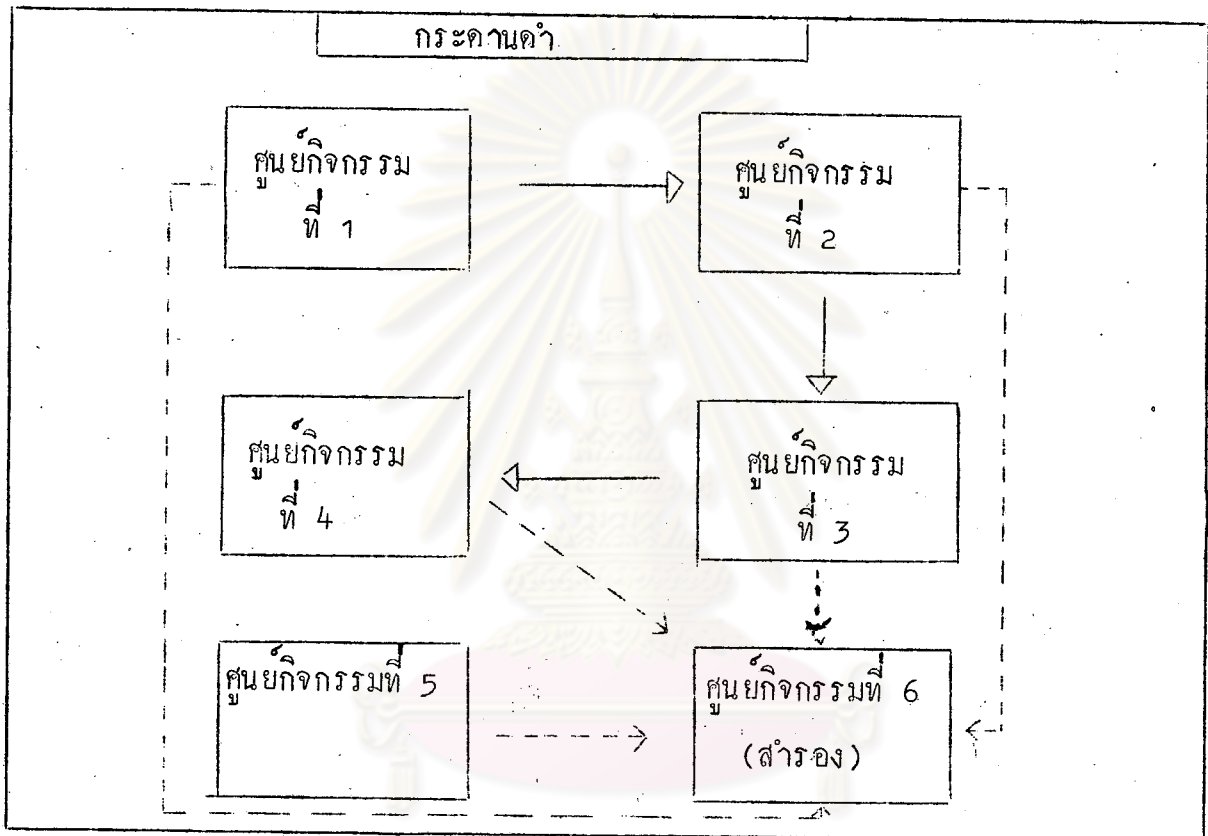 กระดานดำ
ศูนย์กิจกรรม
ที่ 1
ศูนย์กิจกรรม
ที่ 2
ศูนย์กิจกรรม
ที่ 4
ศูนย์กิจกรรม
ที่ 3
ศูนย์กิจกรรมที่ 5
ศูนย์กิจกรรมที่ 6
(สำรอง)